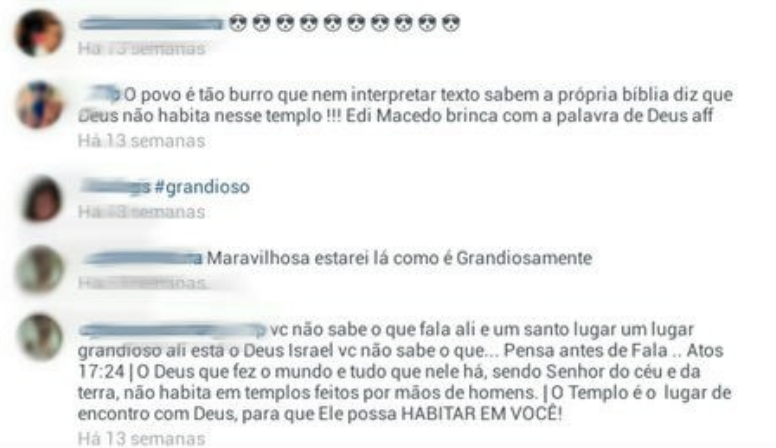 😍😍😍😍😍😍😍😍😍😍
Há 13 semanas
O povo é tão burro que nem interpretar texto sabem a própria bíblia diz que
Deus não habita nesse templo !!! Edi Macedo brinca com a palavra de Deus aff
Há 13 semanas
#grandioso
Há 13 semanas
Maravilhosa estarei lá como é Grandiosamente
vc não sabe o que fala ali e um santo lugar um lugar
grandioso ali está o Deus Israel vc não sabe o que... Pensa antes de Fala .. Atos
17:24 | O Deus que fez o mundo e tudo que nele há, sendo Senhor do céu e da
terra, não habita em templos feitos por mãos de homens. | O Templo é o lugar de
encontro com Deus, para que Ele possa HABITAR EM VOCÊ!
Há 13 semanas